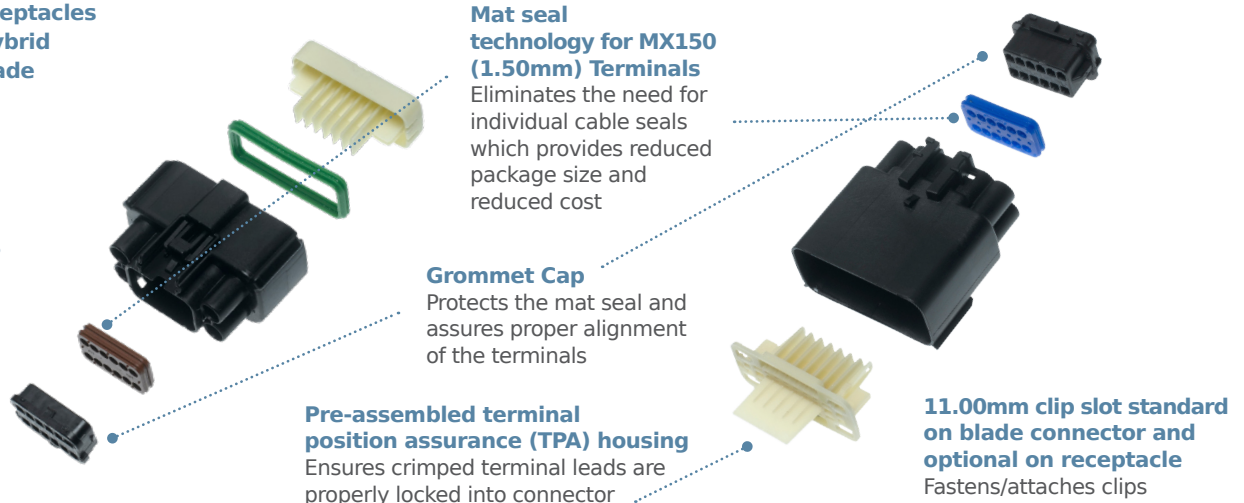 Mat seal
technology for MX150
(1.50mm) Terminals
Eliminates the need for
individual cable seals
which provides reduced
package size and
reduced cost
Grommet Cap
Protects the mat seal and
assures proper alignment
of the terminals
Pre-assembled terminal
position assurance (TPA) housing
Ensures crimped terminal leads are
properly locked into connector
11.00mm clip slot standard
on blade connector and
optional on receptacle
Fastens/attaches clips